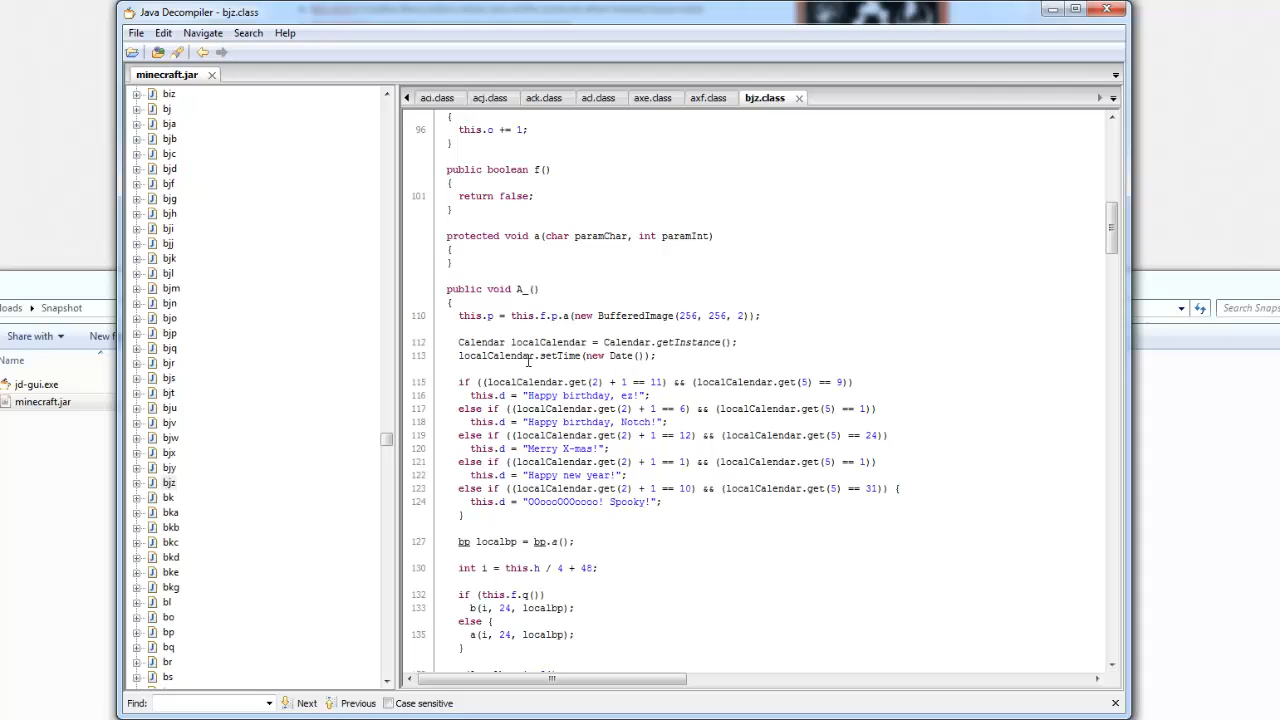 Java Decompiler - bjz.class
File Edit Navigate Search Help
minecraft.jar
biz
bj
bja
bjb
bjc
bjd
bjf
bjg
bjh
bji
bjj
bjk
bjl
bjm
bjn
bjo
bjp
bjq
bjr
bjs
bjt
bju
bjv
bjw
bjx
bjy
bjz
bk
bka
bkb
bkc
bkd
bke
bkg
bl
bo
bp
bq
br
bs
aci.class acj.class ack.class acl.class axe.class axf.class bjz.class
{
96 this.o += 1;
}
public boolean f()
{
101 return false;
}
protected void a(char paramChar, int paramInt)
{
}
public void A_()
{
110 this.p = this.f.p.a(new BufferedImage(256, 256, 2));
112 Calendar localCalendar = Calendar.getInstance();
113 localCalendar.setTime(new Date());
115 if ((localCalendar.get(2) + 1 == 11) && (localCalendar.get(5) == 9))
116 this.d = "Happy birthday, ez!";
117 else if ((localCalendar.get(2) + 1 == 6) && (localCalendar.get(5) == 1))
118 this.d = "Happy birthday, Notch!";
119 else if ((localCalendar.get(2) + 1 == 12) && (localCalendar.get(5) == 24))
120 this.d = "Merry X-mas!";
121 else if ((localCalendar.get(2) + 1 == 1) && (localCalendar.get(5) == 1))
122 this.d = "Happy new year!";
123 else if ((localCalendar.get(2) + 1 == 10) && (localCalendar.get(5) == 31)) {
124 this.d = "OOoooOOOoooo! Spooky!";
}
127 bp localbp = bp.a();
130 int i = this.h / 4 + 48;
132 if (this.f.q())
133 b(i, 24, localbp);
else {
135 a(i, 24, localbp);
}
Find: Next Previous Case sensitive
oads Snapshot
Share with New f
Name
jd-gui.exe
minecraft.jar
Search Snaps